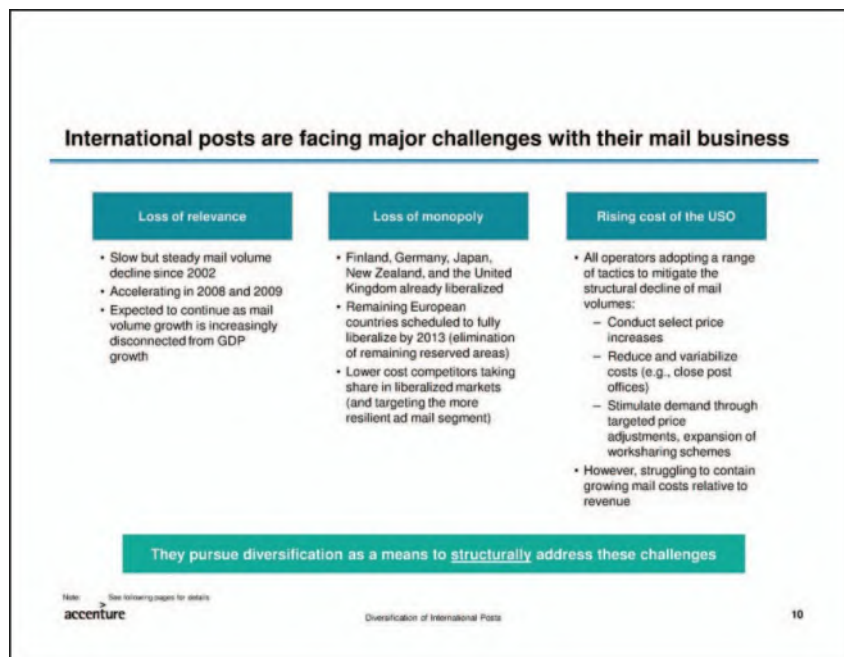 International posts are facing major challenges with their mail business
Loss of relevance
• Slow but steady mail volume
decline since 2002
• Accelerating in 2008 and 2009
• Expected to continue as mail
volume growth is increasingly
disconnected from GDP
growth
Loss of monopoly
• Finland, Germany, Japan,
New Zealand, and the United
Kingdom already liberalized
• Remaining European
countries scheduled to fully
liberalize by 2013 (elimination
of remaining reserved areas)
• Lower cost competitors taking
share in liberalized markets
(and targeting the more
resilient ad mail segment)
Rising cost of the USO
• All operators adopting a range
of tactics to mitigate the
structural decline of mail
volumes:
– Conduct select price
increases
– Reduce and variabilize
costs (e.g., close post
offices)
– Stimulate demand through
targeted price
adjustments, expansion of
worksharing schemes
• However, struggling to contain
growing mail costs relative to
revenue
They pursue diversification as a means to structurally address these challenges
Note: See following pages for details
accenture
Diversification of International Posts
10